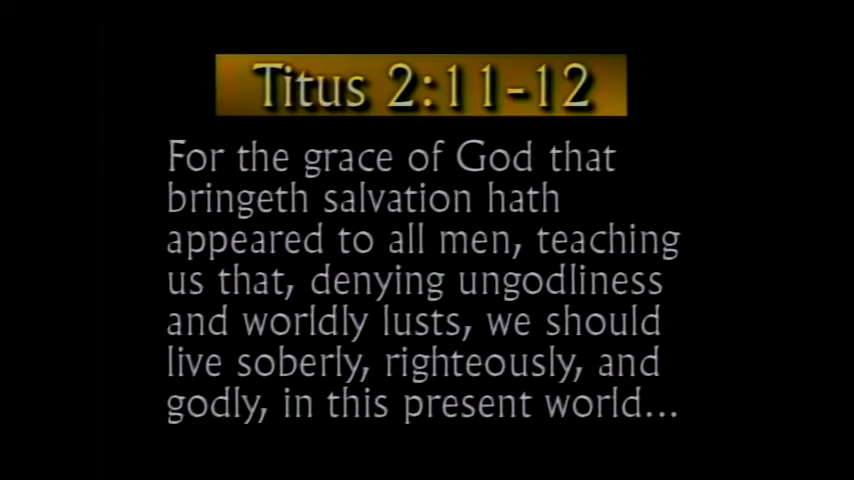 Titus 2:11-12
For the grace of God that
bringeth salvation hath
appeared to all men, teaching
us that, denying ungodliness
and worldly lusts, we should
live soberly, righteously, and
godly, in this present world...